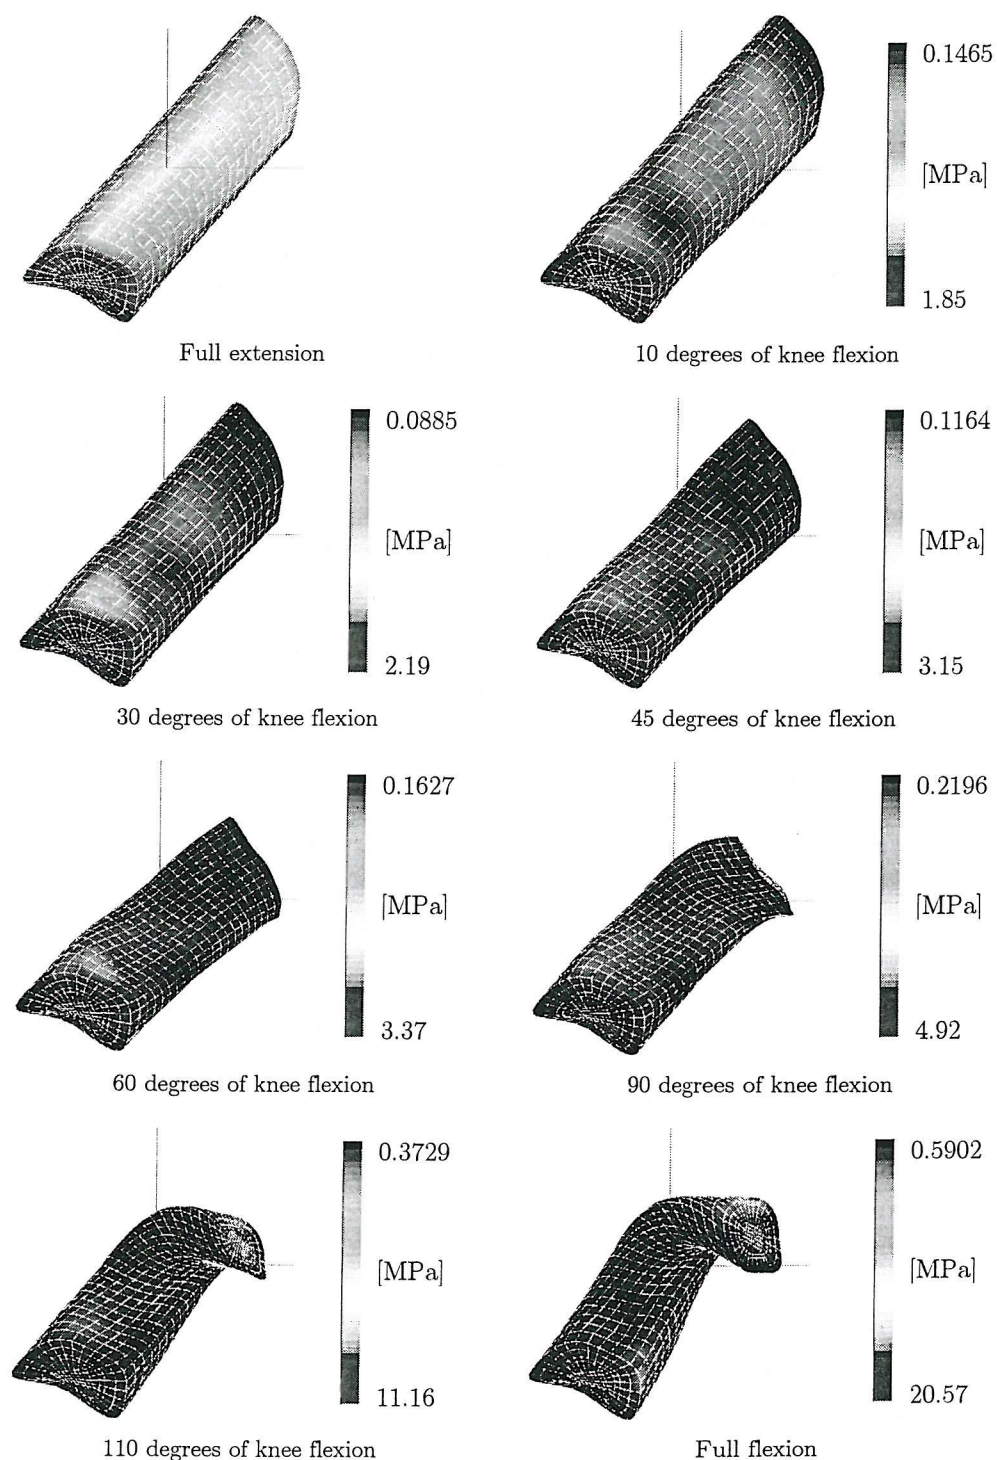 0.1465
[MPa]
1.85
Full extension
10 degrees of knee flexion
0.0885
[MPa]
2.19
30 degrees of knee flexion
0.1164
[MPa]
3.15
45 degrees of knee flexion
0.1627
[MPa]
3.37
60 degrees of knee flexion
0.2196
[MPa]
4.92
90 degrees of knee flexion
0.3729
[MPa]
11.16
110 degrees of knee flexion
0.5902
[MPa]
20.57
Full flexion